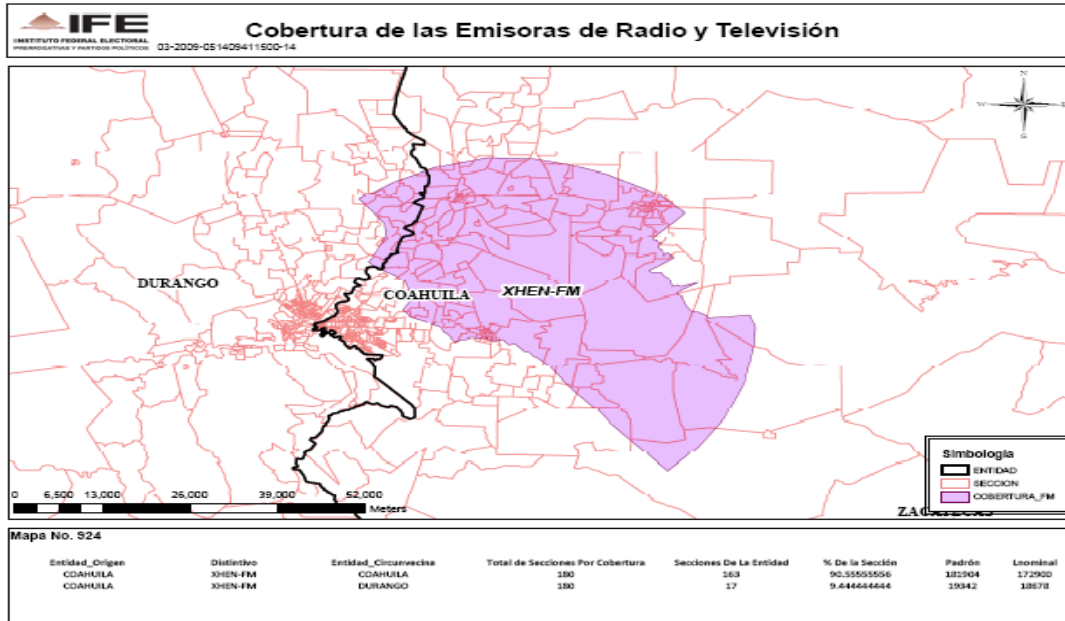 IFE
INSTITUTO FEDERAL ELECTORAL
PRERROGATIVAS Y PARTIDOS POLÍTICOS
03-2009-051409411500-14
Cobertura de las Emisoras de Radio y Televisión
N
W E
S
DURANGO
COAHUILA
XHEN-FM
Simbología
ENTIDAD
SECCION
COBERTURA_FM
0 6,500 13,000 26,000 39,000 52,000
Meters
Mapa No. 924
Entidad_Origen Distintivo Entidad_Circunvecina Total de Secciones Por Cobertura Secciones De La Entidad % De la Sección Padrón Lnominal
COAHUILA XHEN-FM COAHUILA 180 163 90.55555556 181904 172900
COAHUILA XHEN-FM DURANGO 180 17 9.444444444 19342 18678